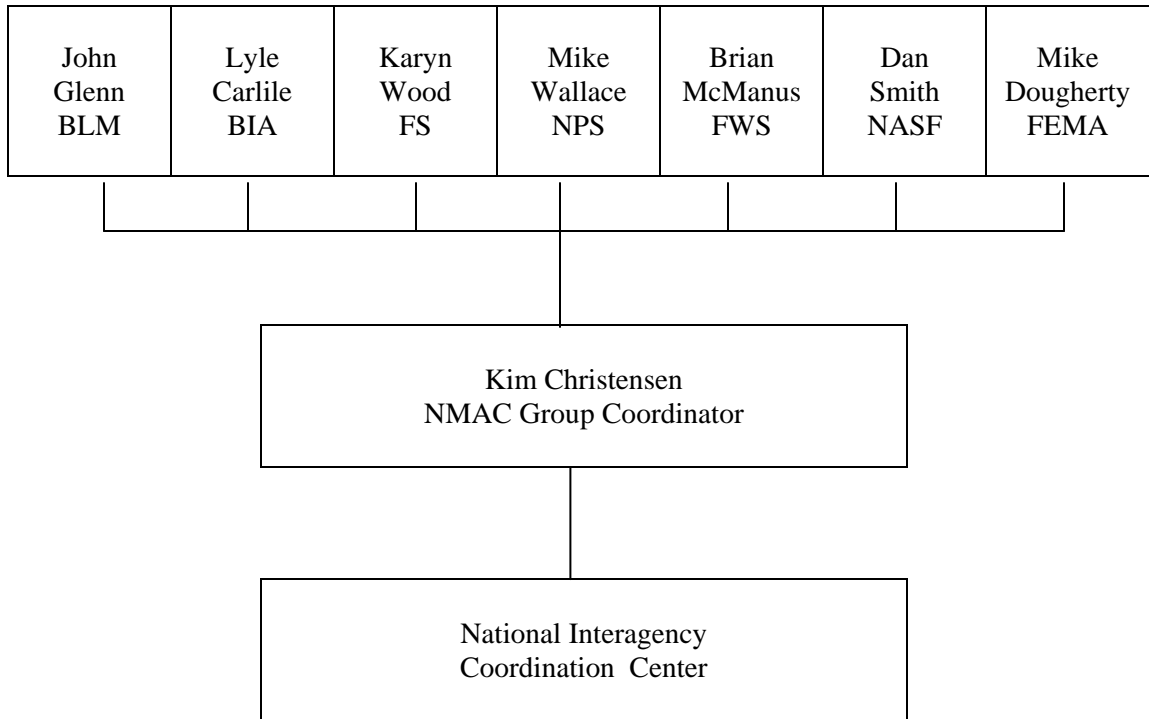 John
Glenn
BLM
Lyle
Carlile
BIA
Karyn
Wood
FS
Mike
Wallace
NPS
Brian
McManus
FWS
Dan
Smith
NASF
Mike
Dougherty
FEMA
Kim Christensen
NMAC Group Coordinator
National Interagency
Coordination  Center